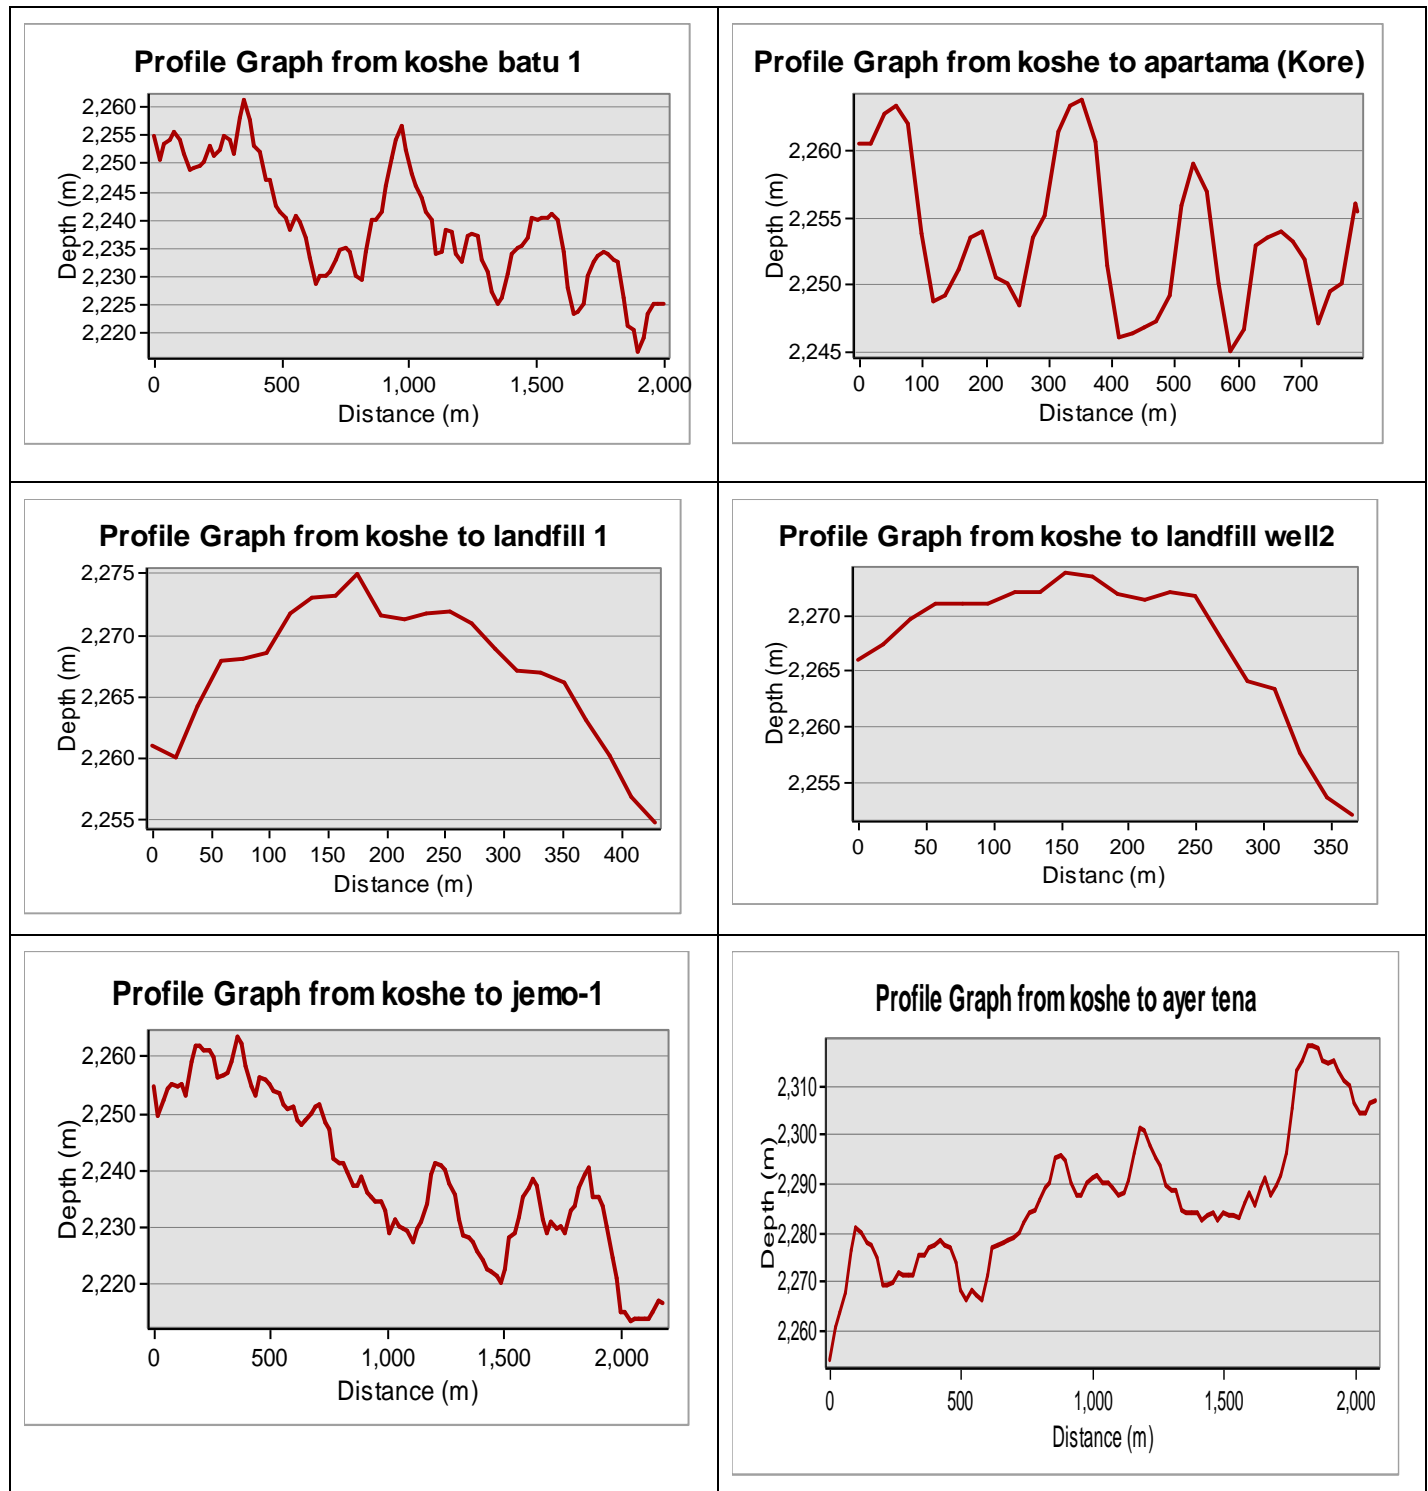 Profile Graph from koshe batu 1
2,260
2,255
2,250
2,245
2,240
2,235
2,230
2,225
2,220
Depth (m)
0 500 1,000 1,500 2,000
Distance (m)
Profile Graph from koshe to apartama (Kore)
2,260
2,255
2,250
2,245
Depth (m)
0 100 200 300 400 500 600 700
Distance (m)
Profile Graph from koshe to landfill 1
2,275
2,270
2,265
2,260
2,255
Depth (m)
0 50 100 150 200 250 300 350 400
Distance (m)
Profile Graph from koshe to landfill well2
2,270
2,265
2,260
2,255
Depth (m)
0 50 100 150 200 250 300 350
Distanc (m)
Profile Graph from koshe to jemo-1
2,260
2,250
2,240
2,230
2,220
Depth (m)
0 500 1,000 1,500 2,000
Distance (m)
Profile Graph from koshe to ayer tena
2,310
2,300
2,290
2,280
2,270
2,260
Depth (m)
0 500 1,000 1,500 2,000
Distance (m)